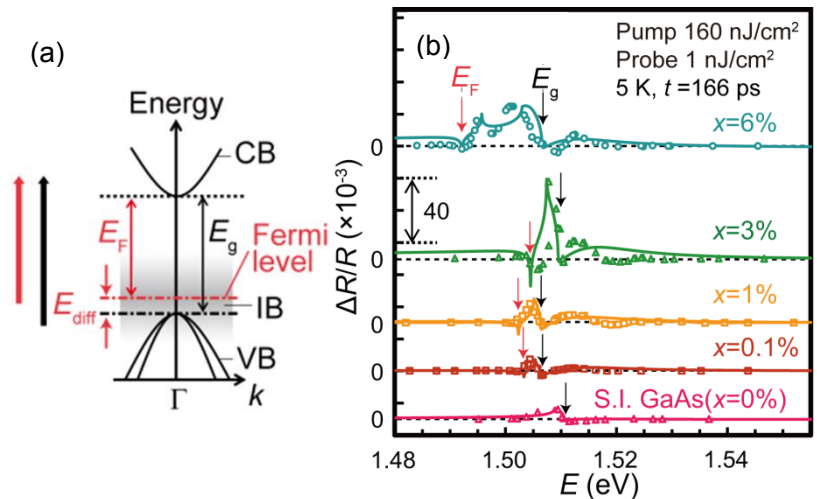 (a)
Energy
CB
E_F
E_g
Fermi
level
E_diff
IB
VB
Γ
k
(b)
Pump 160 nJ/cm²
Probe 1 nJ/cm²
5 K, t =166 ps
E_F
E_g
x=6%
0
40
x=3%
0
x=1%
0
x=0.1%
0
S.I. GaAs(x=0%)
0
ΔR/R (×10⁻³)
1.48
1.50
1.52
1.54
E (eV)